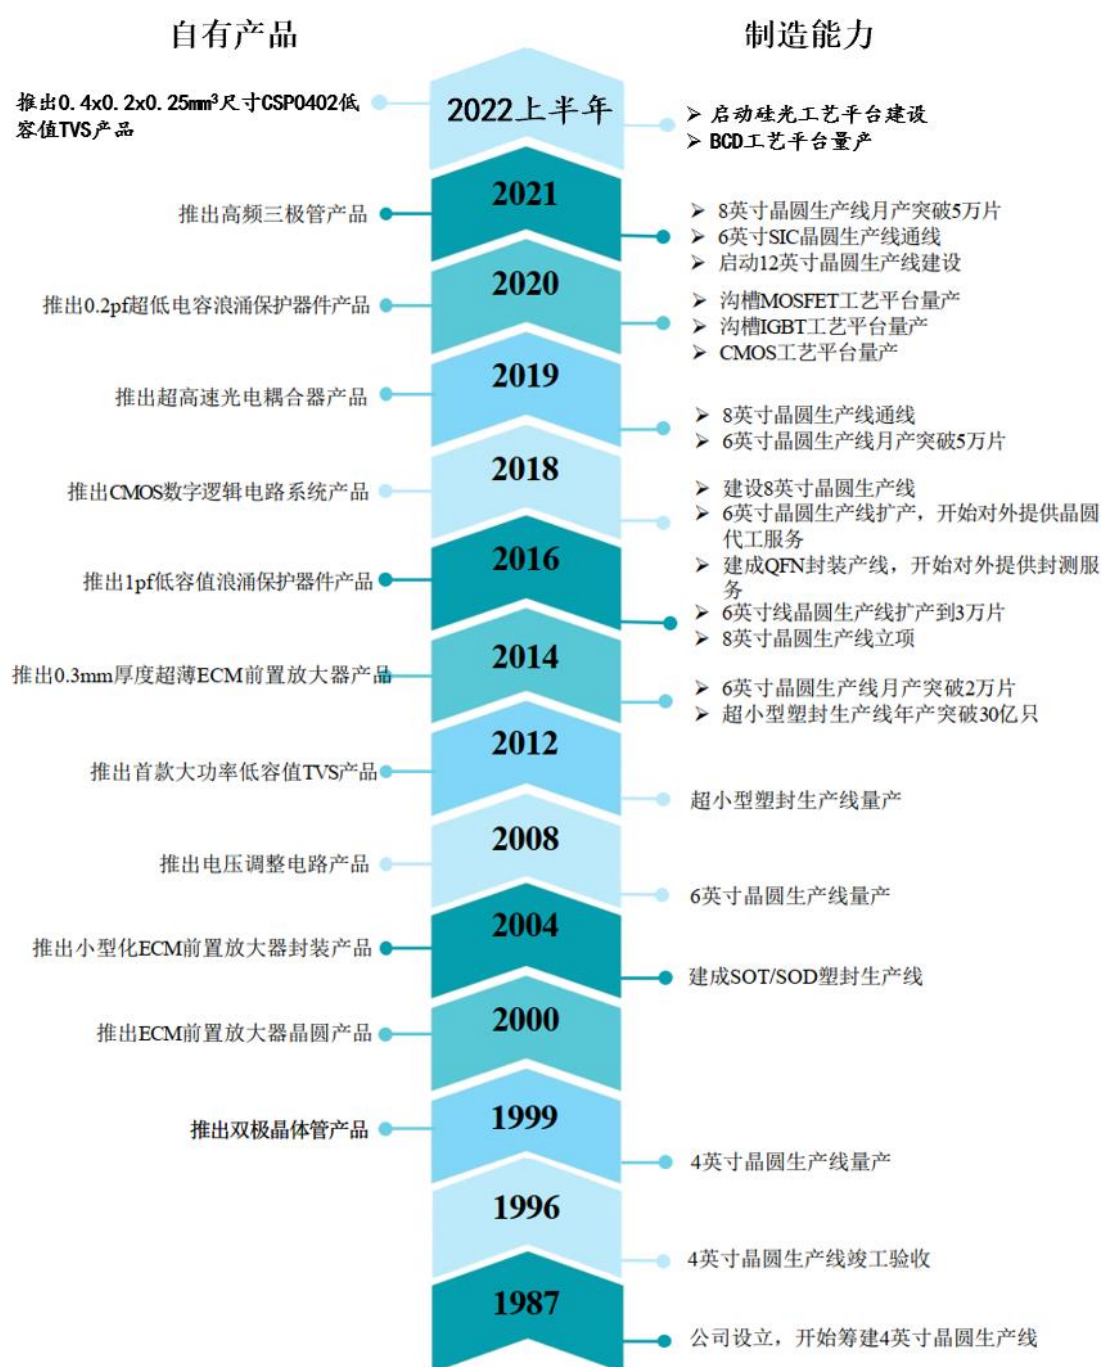 自有产品
制造能力
2022上半年
推出0.4x0.2x0.25mm³尺寸CSP0402低
容值TVS产品
➢ 启动硅光工艺平台建设
➢ BCD工艺平台量产
2021
推出高频三极管产品
➢ 8英寸晶圆生产线月产突破5万片
➢ 6英寸SIC晶圆生产线通线
➢ 启动12英寸晶圆生产线建设
2020
推出0.2pf超低电容浪涌保护器件产品
➢ 沟槽MOSFET工艺平台量产
➢ 沟槽IGBT工艺平台量产
➢ CMOS工艺平台量产
2019
推出超高速光电耦合器产品
➢ 8英寸晶圆生产线通线
➢ 6英寸晶圆生产线月产突破5万片
2018
推出CMOS数字逻辑电路系统产品
➢ 建设8英寸晶圆生产线
➢ 6英寸晶圆生产线扩产，开始对外提供晶圆
代工服务
➢ 建成QFN封装产线，开始对外提供封测服
务
2016
推出1pf低容值浪涌保护器件产品
➢ 6英寸线晶圆生产线扩产到3万片
➢ 8英寸晶圆生产线立项
2014
推出0.3mm厚度超薄ECM前置放大器产品
➢ 6英寸晶圆生产线月产突破2万片
➢ 超小型塑封生产线年产突破30亿只
2012
推出首款大功率低容值TVS产品
超小型塑封生产线量产
2008
推出电压调整电路产品
6英寸晶圆生产线量产
2004
推出小型化ECM前置放大器封装产品
建成SOT/SOD塑封生产线
2000
推出ECM前置放大器晶圆产品
1999
推出双极晶体管产品
4英寸晶圆生产线量产
1996
4英寸晶圆生产线竣工验收
1987
公司设立，开始筹建4英寸晶圆生产线